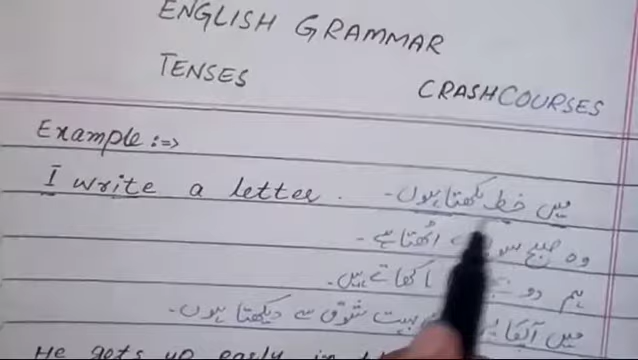 ENGLISH GRAMMAR
TENSES CRASHCOURSES
Example :=>
I write a letter. میں خط لکھتا ہوں۔
وہ صبح اٹھتا ہے۔
ہم دو کھاتے ہیں۔
میں بہت شوق سے دیکھتا ہوں۔
He gets up early in